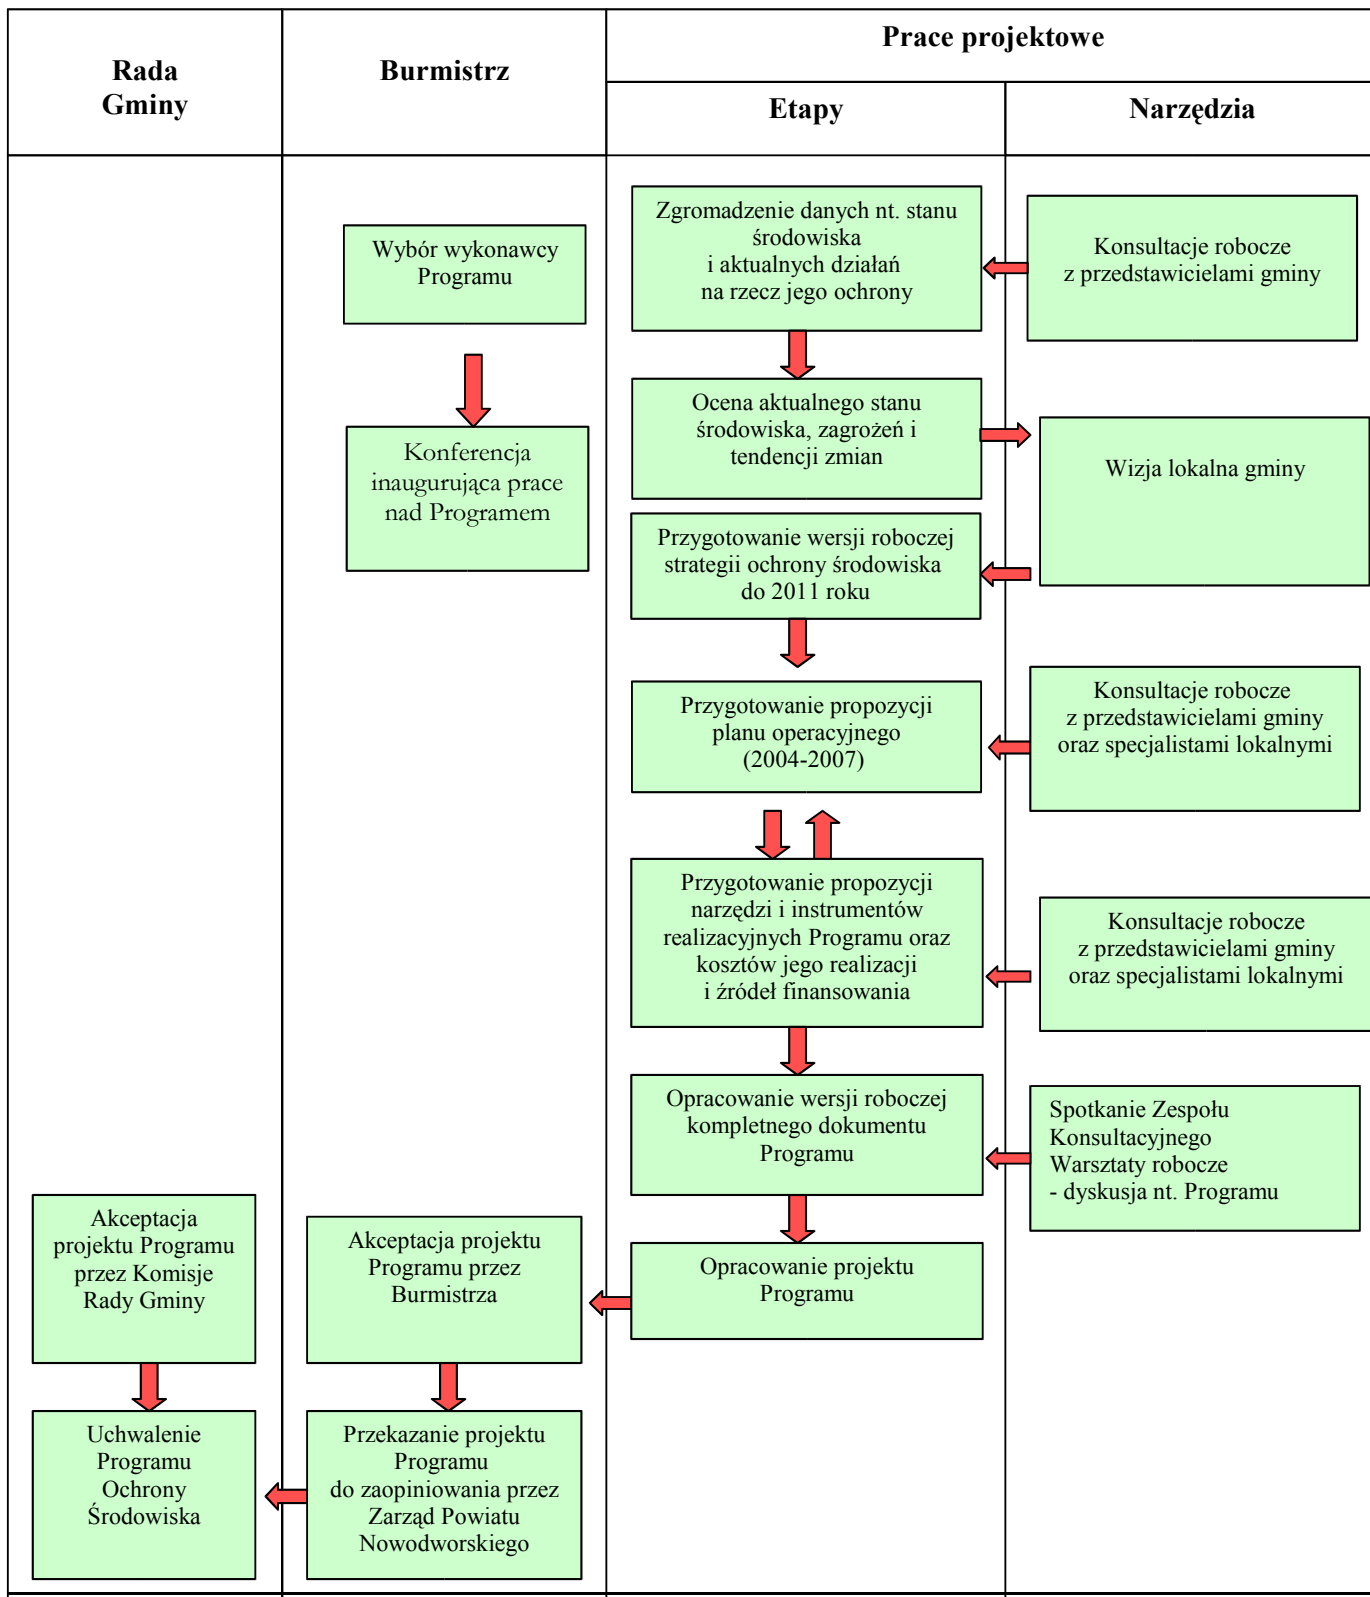 Rada
Gminy
Burmistrz
Prace projektowe
Etapy
Narzędzia
Wybór wykonawcy
Programu
Konferencja
inaugurująca prace
nad Programem
Zgromadzenie danych nt. stanu
środowiska
i aktualnych działań
na rzecz jego ochrony
Konsultacje robocze
z przedstawicielami gminy
Ocena aktualnego stanu
środowiska, zagrożeń i
tendencji zmian
Wizja lokalna gminy
Przygotowanie wersji roboczej
strategii ochrony środowiska
do 2011 roku
Przygotowanie propozycji
planu operacyjnego
(2004-2007)
Konsultacje robocze
z przedstawicielami gminy
oraz specjalistami lokalnymi
Przygotowanie propozycji
narzędzi i instrumentów
realizacyjnych Programu oraz
kosztów jego realizacji
i źródeł finansowania
Konsultacje robocze
z przedstawicielami gminy
oraz specjalistami lokalnymi
Opracowanie wersji roboczej
kompletnego dokumentu
Programu
Spotkanie Zespołu
Konsultacyjnego
Warsztaty robocze
- dyskusja nt. Programu
Akceptacja
projektu Programu
przez Komisje
Rady Gminy
Akceptacja projektu
Programu przez
Burmistrza
Opracowanie projektu
Programu
Uchwalenie
Programu
Ochrony
Środowiska
Przekazanie projektu
Programu
do zaopiniowania przez
Zarząd Powiatu
Nowodworskiego